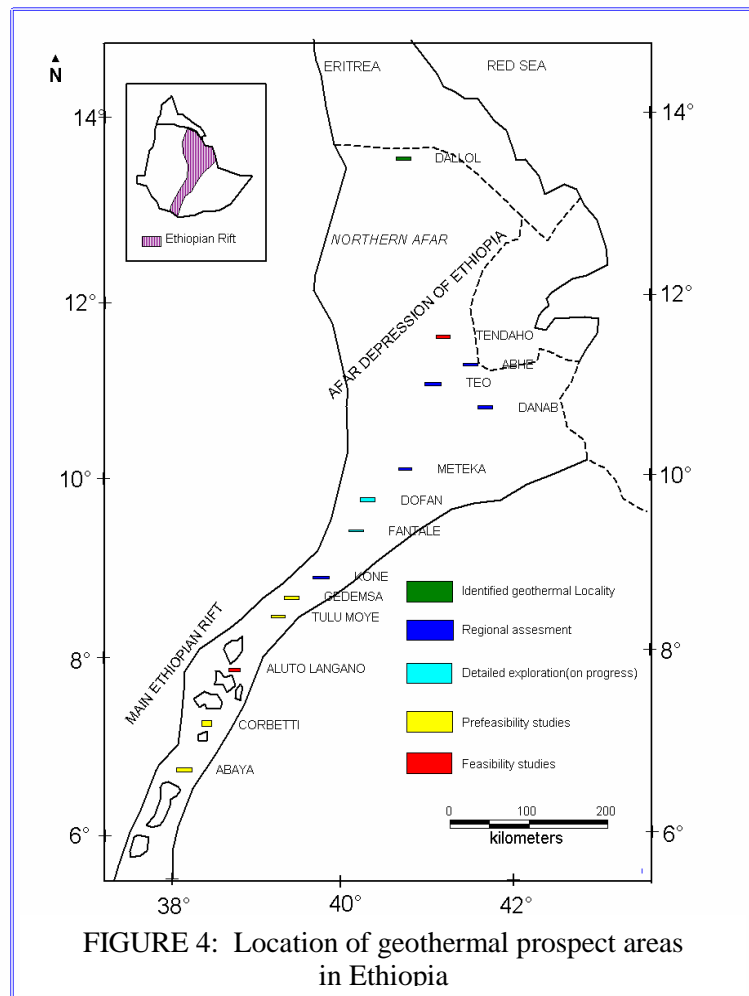 N
ERITREA
RED SEA
14°
14°
DALLOL
NORTHERN AFAR
Ethiopian Rift
12°
12°
AFAR DEPRESSION OF ETHIOPIA
TENDAHO
ABHE
TEO
DANAB
METEKA
10°
10°
DOFAN
FANTALE
KONE
GEDEMSA
TULU MOYE
MAIN ETHIOPIAN RIFT
8°
8°
ALUTO LANGANO
CORBETTI
ABAYA
6°
6°
Identified geothermal Locality
Regional assesment
Detailed exploration(on progress)
Prefeasibility studies
Feasibility studies
0 100 200
kilometers
38° 40° 42°
FIGURE 4: Location of geothermal prospect areas
in Ethiopia